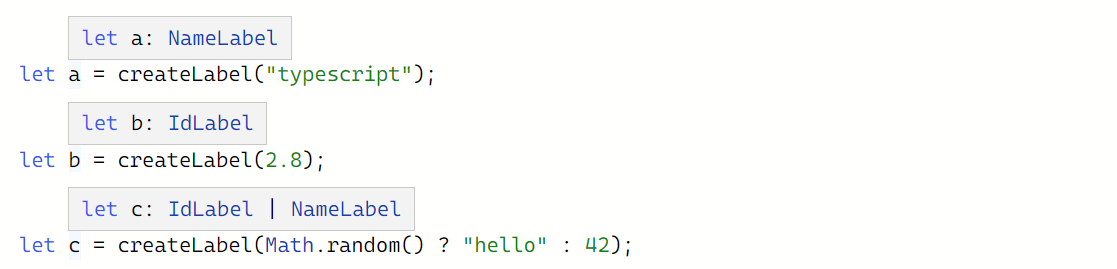 let a: NameLabel
let a = createLabel("typescript");
let b: IdLabel
let b = createLabel(2.8);
let c: IdLabel | NameLabel
let c = createLabel(Math.random() ? "hello" : 42);